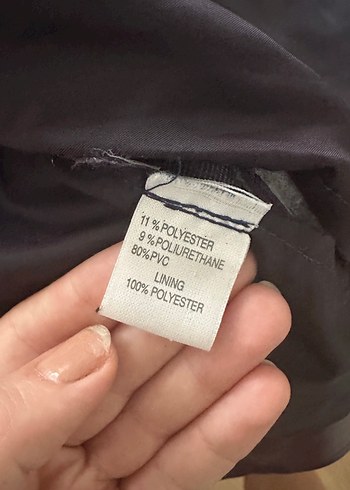 11 % POLYESTER
9 % POLIURETHANE
80%PVC
LINING
100% POLYESTER